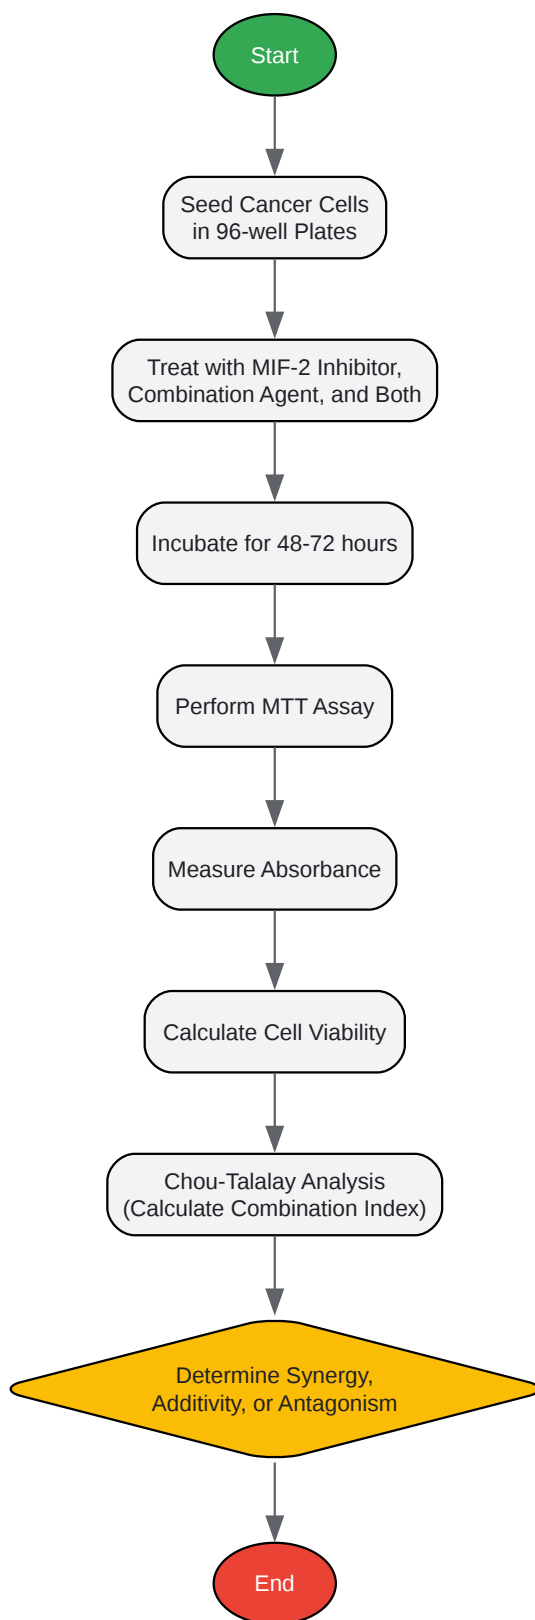 Start
Seed Cancer Cells
in 96-well Plates
Treat with MIF-2 Inhibitor,
Combination Agent, and Both
Incubate for 48-72 hours
Perform MTT Assay
Measure Absorbance
Calculate Cell Viability
Chou-Talalay Analysis
(Calculate Combination Index)
Determine Synergy,
Additivity, or Antagonism
End